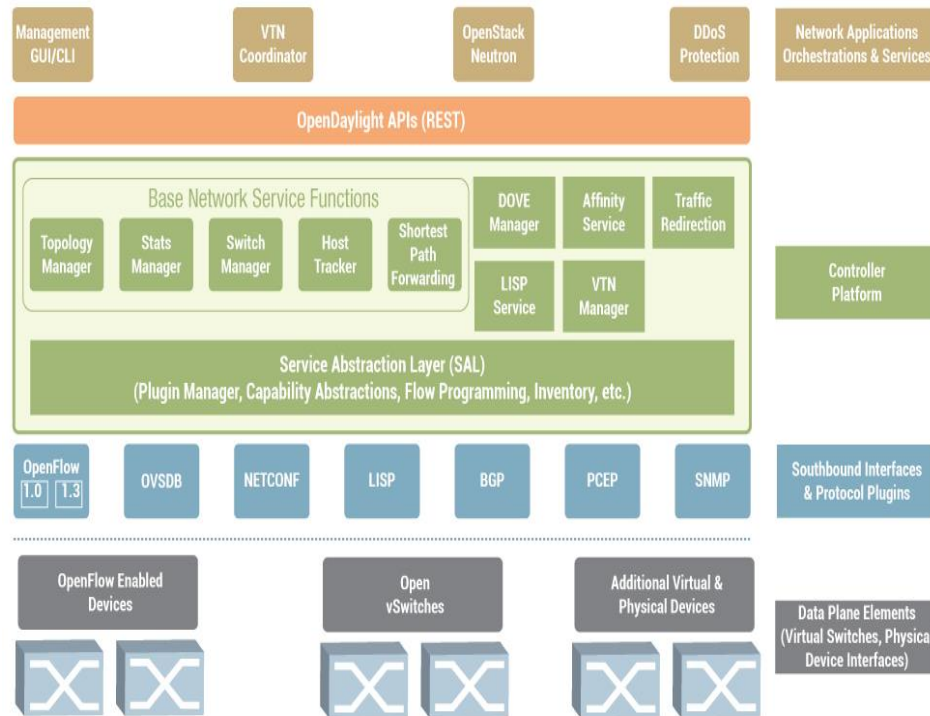 Management
GUI/CLI
VTN
Coordinator
OpenStack
Neutron
DDoS
Protection
Network Applications
Orchestrations & Services
OpenDaylight APIs (REST)
Base Network Service Functions
Topology
Manager
Stats
Manager
Switch
Manager
Host
Tracker
Shortest
Path
Forwarding
DOVE
Manager
Affinity
Service
Traffic
Redirection
LISP
Service
VTN
Manager
Controller
Platform
Service Abstraction Layer (SAL)
(Plugin Manager, Capability Abstractions, Flow Programming, Inventory, etc.)
OpenFlow
1.0 1.3
OVSDB
NETCONF
LISP
BGP
PCEP
SNMP
Southbound Interfaces
& Protocol Plugins
OpenFlow Enabled
Devices
Open
vSwitches
Additional Virtual &
Physical Devices
Data Plane Elements
(Virtual Switches, Physical
Device Interfaces)